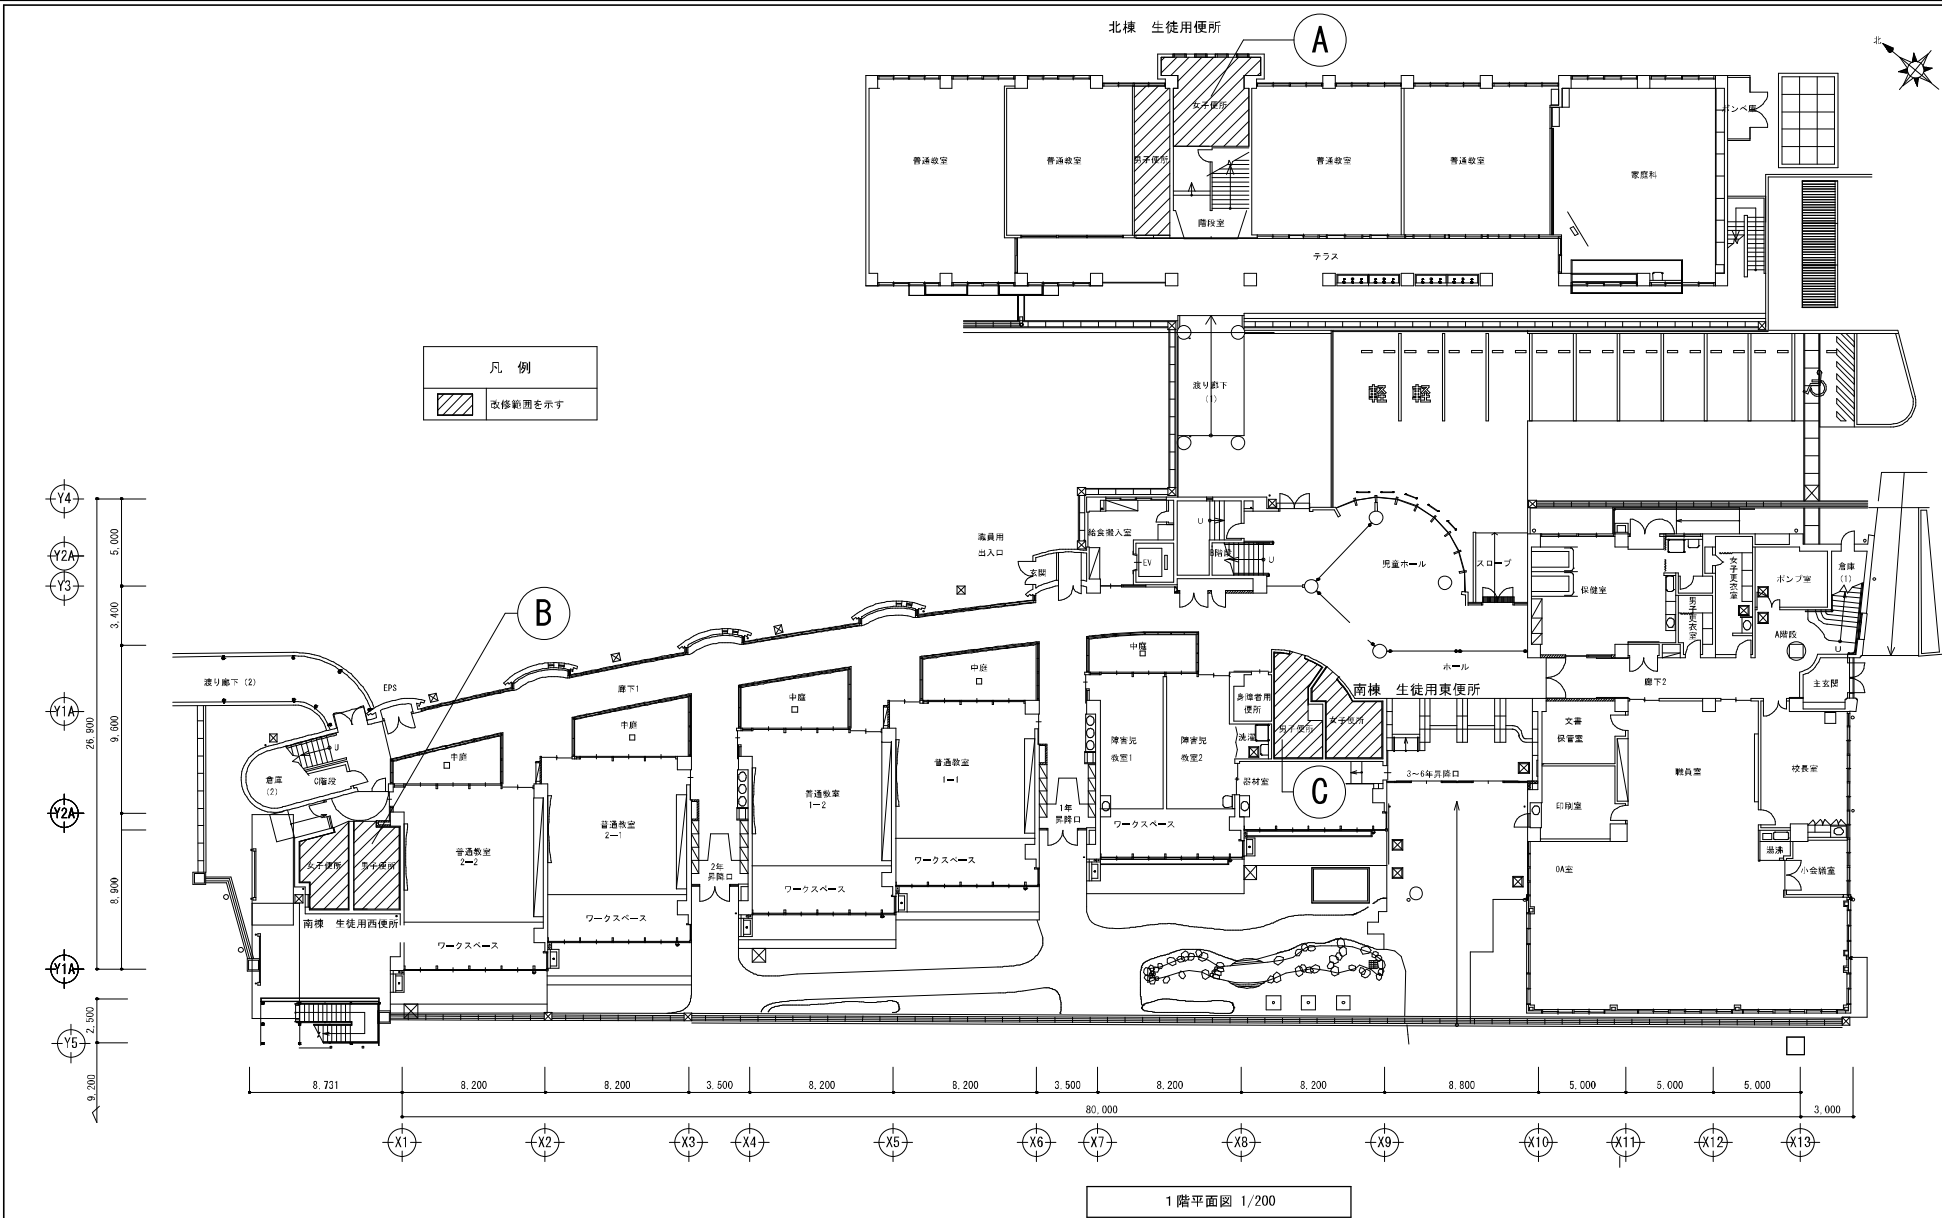 北棟　生徒用便所
A
北
女子便所
ボンベ庫
普通教室
普通教室
男子便所
普通教室
普通教室
家庭科
階段室
テラス
凡　例
改修範囲を示す
渡り廊下
(1)
軽 軽
Y4
5,000
Y2A
Y3
3,400
26,900
9,600
Y1A
Y2A
8,900
Y1A
2,500
Y5
9,200
職員用
出入口
給食搬入室
玄関
EV
U
B階段
U
児童ホール
スロープ
保健室
女子更衣室
男子更衣室
ポンプ室
倉庫
(1)
A階段
U
主玄関
ホール
廊下2
B
渡り廊下 (2)
EPS
廊下1
中庭
中庭
中庭
中庭
中庭
身障者用
便所
南棟　生徒用東便所
男子便所
女子便所
洗濯
器材室
C
3～6年昇降口
文書
保管室
職員室
校長室
印刷室
湯沸
小会議室
OA室
障害児
教室1
障害児
教室2
ワークスペース
1年
昇降口
普通教室
1-1
ワークスペース
普通教室
1-2
ワークスペース
2年
昇降口
普通教室
2-1
ワークスペース
普通教室
2-2
ワークスペース
U
C階段
倉庫
(2)
女子便所
男子便所
南棟　生徒用西便所
8,731
8,200
8,200
3,500
8,200
8,200
3,500
8,200
8,200
8,800
5,000
5,000
5,000
80,000
3,000
X1
X2
X3
X4
X5
X6
X7
X8
X9
X10
X11
X12
X13
1階平面図 1/200